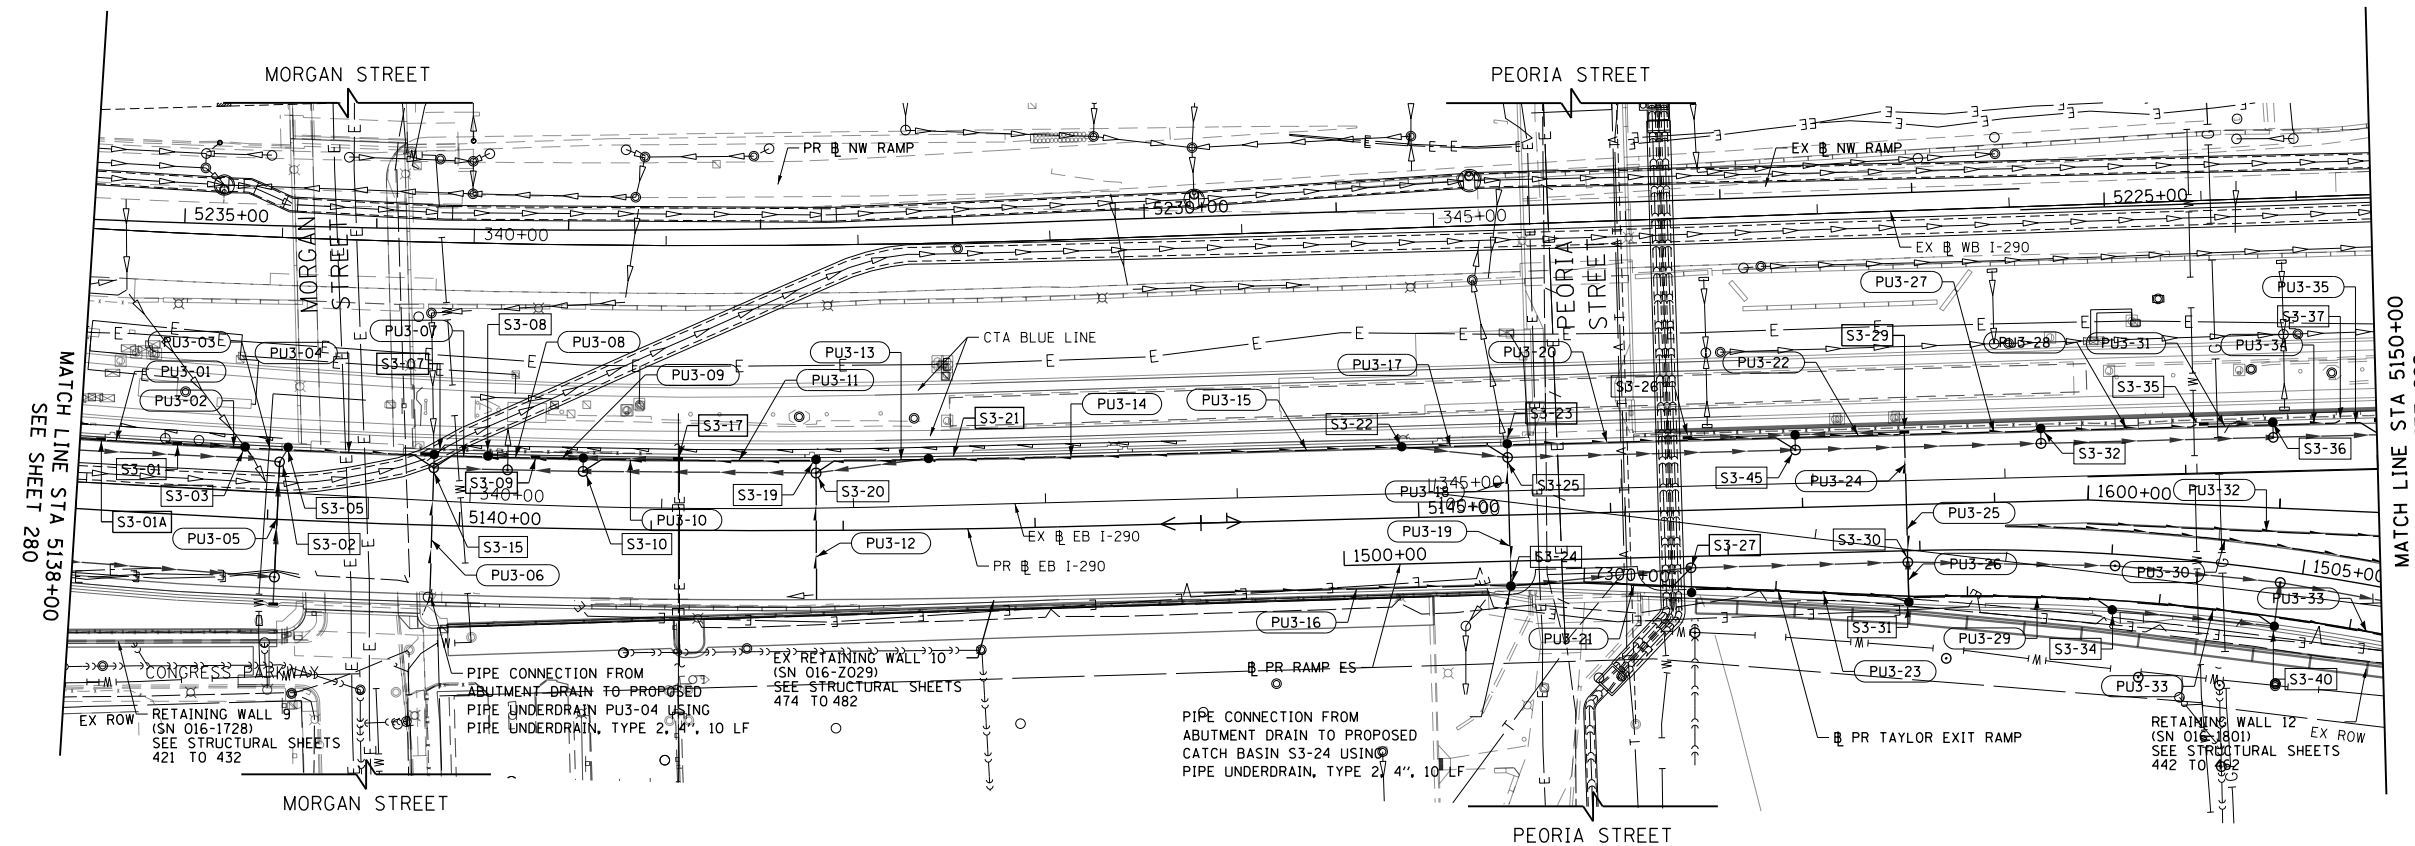 MORGAN STREET
PEORIA STREET
PR ℄ NW RAMP
EX ℄ NW RAMP
5235+00
340+00
5230+00
345+00
5225+00
EX ℄ WB I-290
MORGAN
STREET
PEORIA
STREET
PU3-27
PU3-35
S3-37
PU3-03
PU3-04
PU3-07
S3-08
PU3-08
CTA BLUE LINE
S3-07
PU3-13
PU3-17
PU3-20
S3-29
PU3-28
PU3-31
PU3-34
PU3-01
PU3-02
PU3-09
PU3-11
PU3-14
PU3-15
S3-26
PU3-22
S3-35
S3-17
S3-21
S3-22
S3-23
S3-01
S3-03
S3-05
S3-09
340+00
S3-19
S3-20
PU3-18
345+00
S3-25
S3-45
PU3-24
S3-32
S3-36
S3-01A
PU3-05
S3-02
5140+00
S3-15
PU3-06
S3-10
PU3-10
PU3-12
EX ℄ EB I-290
PR ℄ EB I-290
5145+00
PU3-19
1500+00
S3-24
7300+00
S3-27
S3-30
PU3-25
PU3-26
1600+00
PU3-32
PU3-30
1505+00
PU3-33
PU3-16
PU3-21
S3-31
PU3-29
S3-34
PU3-23
PU3-33
S3-40
CONGRESS PARKWAY
EX ROW
RETAINING WALL 9
(SN 016-1728)
SEE STRUCTURAL SHEETS
421 TO 432
PIPE CONNECTION FROM
ABUTMENT DRAIN TO PROPOSED
PIPE UNDERDRAIN PU3-04 USING
PIPE UNDERDRAIN, TYPE 2, 4", 10 LF
EX RETAINING WALL 10
(SN 016-Z029)
SEE STRUCTURAL SHEETS
474 TO 482
℄ PR RAMP ES
PIPE CONNECTION FROM
ABUTMENT DRAIN TO PROPOSED
CATCH BASIN S3-24 USING
PIPE UNDERDRAIN, TYPE 2, 4", 10 LF
℄ PR TAYLOR EXIT RAMP
RETAINING WALL 12
(SN 016-1801)
SEE STRUCTURAL SHEETS
442 TO 462
EX ROW
MORGAN STREET
PEORIA STREET
MATCH LINE STA 5138+00
SEE SHEET 280
MATCH LINE STA 5150+00